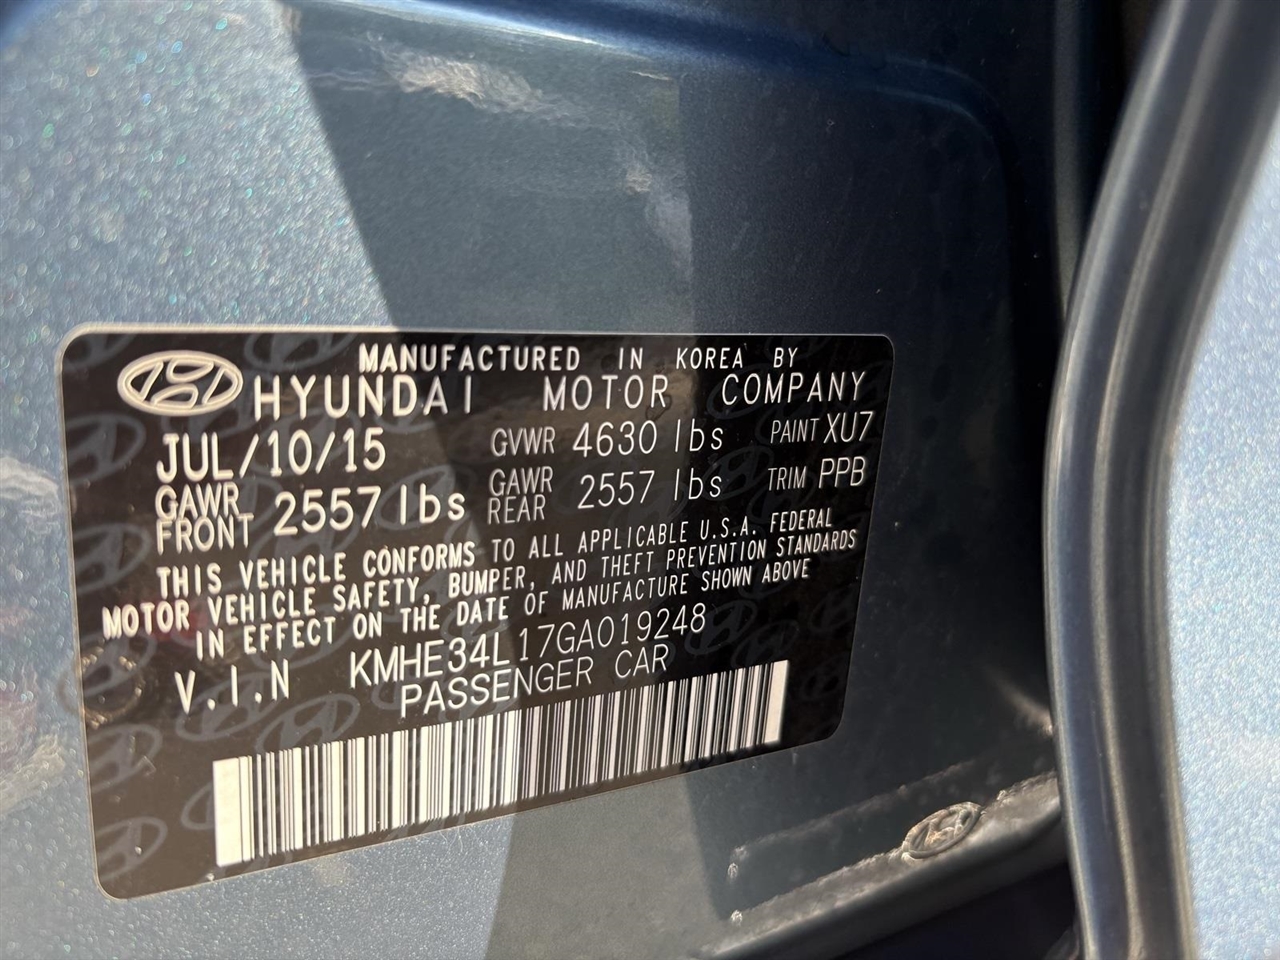 MANUFACTURED IN KOREA BY
HYUNDAI MOTOR COMPANY
JUL/10/15 GVWR 4630 lbs PAINT XU7
GAWR FRONT 2557 lbs GAWR REAR 2557 lbs TRIM PPB
THIS VEHICLE CONFORMS TO ALL APPLICABLE U.S.A. FEDERAL
MOTOR VEHICLE SAFETY, BUMPER, AND THEFT PREVENTION STANDARDS
IN EFFECT ON THE DATE OF MANUFACTURE SHOWN ABOVE
V.I.N KMHE34L17GA019248
PASSENGER CAR